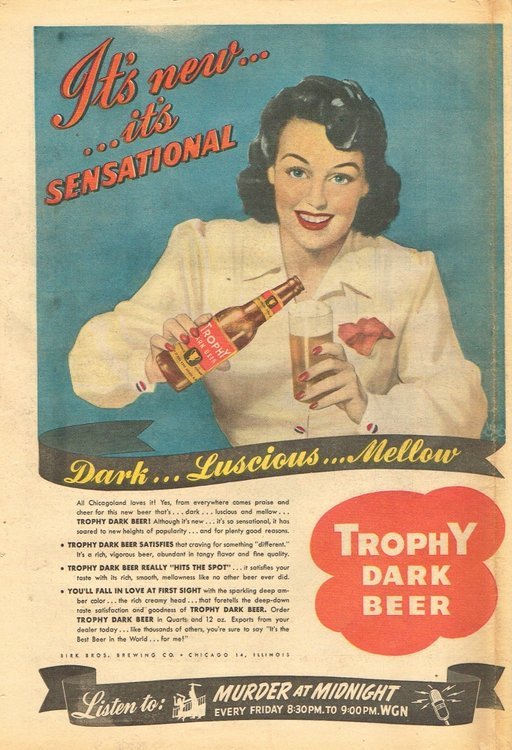 It's new...
...it's
SENSATIONAL
TROPHY
DARK BEER
Dark... Luscious... Mellow
All Chicagoland loves it! Yes, from everywhere comes praise and
cheer for this new beer that's...dark...luscious and mellow...
TROPHY DARK BEER! Although it's new...it's so sensational, it has
soared to new heights of popularity...and for plenty good reasons.
• TROPHY DARK BEER SATISFIES that craving for something "different."
It's a rich, vigorous beer, abundant in tangy flavor and fine quality.
• TROPHY DARK BEER REALLY "HITS THE SPOT"...it satisfies your
taste with its rich, smooth, mellowness like no other beer ever did.
• YOU'LL FALL IN LOVE AT FIRST SIGHT with the sparkling deep am-
ber color...the rich creamy head...that foretells the deep-down
taste satisfaction and goodness of TROPHY DARK BEER. Order
TROPHY DARK BEER in Quarts and 12 oz. Exports from your
dealer today...like thousands of others, you're sure to say "It's the
Best Beer in the World...for me!"
BIRK BROS. BREWING CO. • CHICAGO 14, ILLINOIS
TROPHY
DARK
BEER
Listen to:
MURDER AT MIDNIGHT
EVERY FRIDAY 8:30 P.M. TO 9:00 P.M. WGN